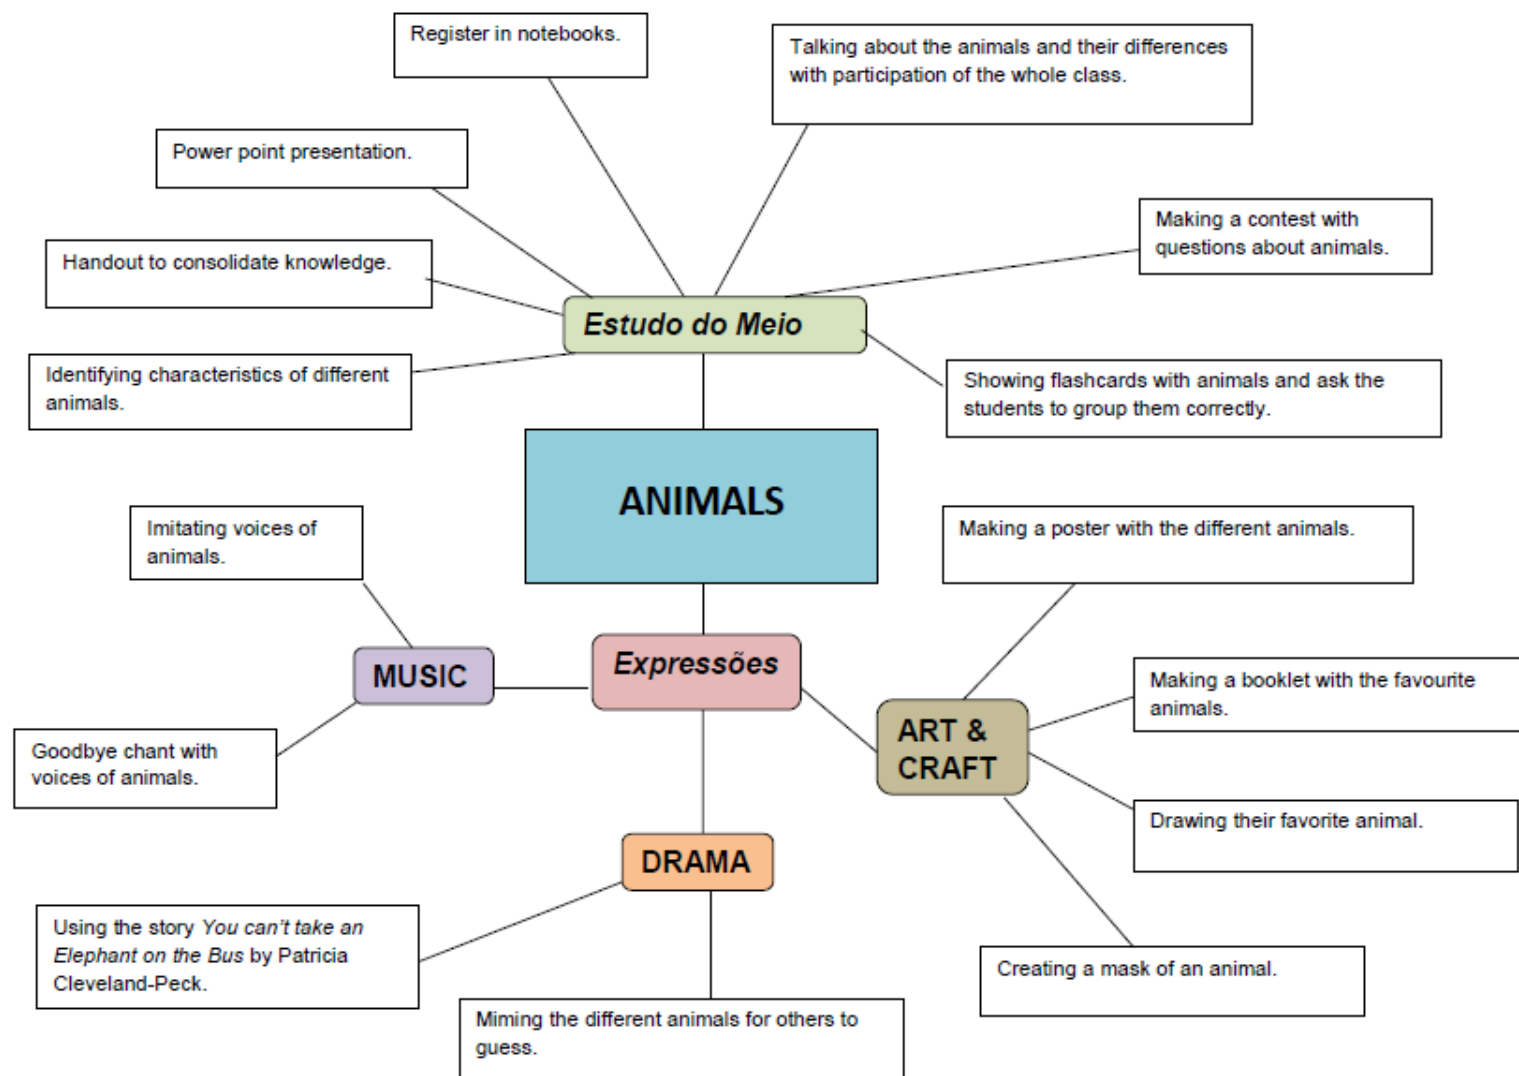 Register in notebooks.
Talking about the animals and their differences
with participation of the whole class.
Power point presentation.
Making a contest with
questions about animals.
Handout to consolidate knowledge.
Estudo do Meio
Identifying characteristics of different
animals.
Showing flashcards with animals and ask the
students to group them correctly.
ANIMALS
Imitating voices of
animals.
Making a poster with the different animals.
MUSIC
Expressões
Making a booklet with the favourite
animals.
ART &
CRAFT
Goodbye chant with
voices of animals.
Drawing their favorite animal.
DRAMA
Using the story You can't take an
Elephant on the Bus by Patricia
Cleveland-Peck.
Creating a mask of an animal.
Miming the different animals for others to
guess.